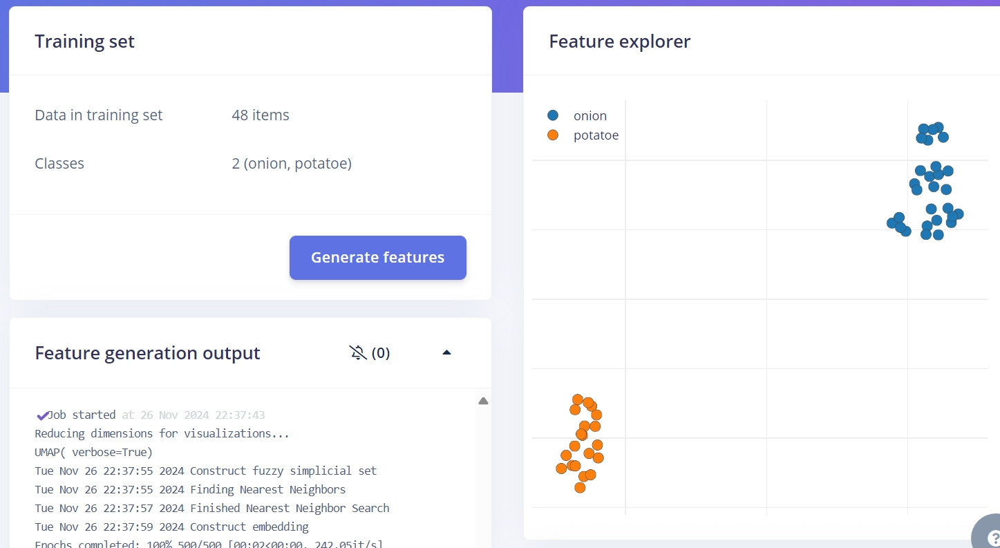 Training set
Data in training set 48 items
Classes 2 (onion, potatoe)
Generate features
Feature generation output (0)
Job started at 26 Nov 2024 22:37:43
Reducing dimensions for visualizations...
UMAP( verbose=True)
Tue Nov 26 22:37:55 2024 Construct fuzzy simplicial set
Tue Nov 26 22:37:55 2024 Finding Nearest Neighbors
Tue Nov 26 22:37:57 2024 Finished Nearest Neighbor Search
Tue Nov 26 22:37:59 2024 Construct embedding
Epochs completed: 100% 500/500 [00:02<00:00, 242.05it/s]
Feature explorer
onion
potatoe
?